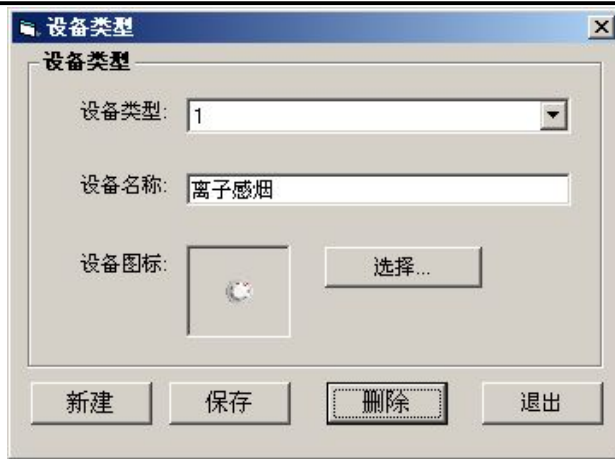 设备类型
设备类型
设备类型: 1
设备名称: 离子感烟
设备图标: 选择...
新建 保存 删除 退出